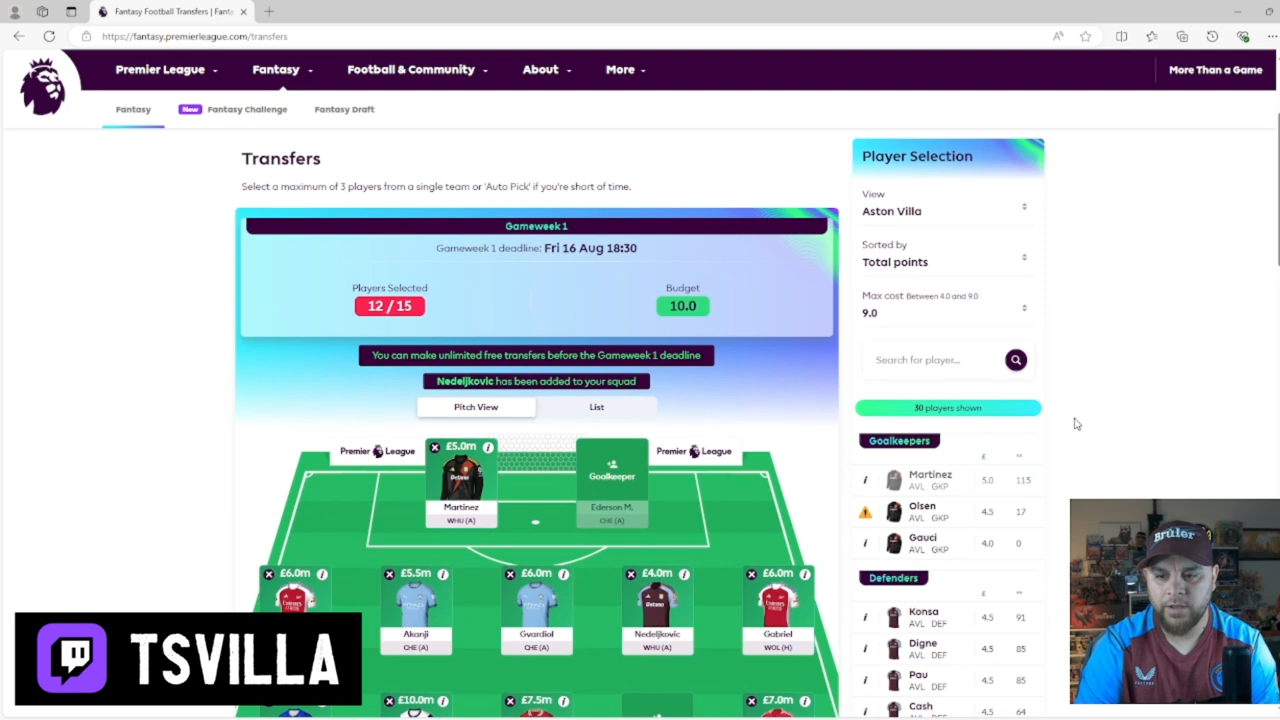 Fantasy Football Transfers | Fant
https://fantasy.premierleague.com/transfers
Premier League
Fantasy
Football & Community
About
More
More Than a Game
Fantasy
New
Fantasy Challenge
Fantasy Draft
Transfers
Select a maximum of 3 players from a single team or 'Auto Pick' if you're short of time.
Gameweek 1
Gameweek 1 deadline: Fri 16 Aug 18:30
Players Selected
12 / 15
Budget
10.0
You can make unlimited free transfers before the Gameweek 1 deadline
Nedeljkovic has been added to your squad
Pitch View
List
Premier League
£5.0m
Betano
Martinez
WHU (A)
Goalkeeper
Ederson M.
CHE (A)
Premier League
£6.0m
£5.5m
Akanji
CHE (A)
£6.0m
Gvardiol
CHE (A)
£4.0m
Betano
Nedeljkovic
WHU (A)
£6.0m
Gabriel
WOL (H)
£10.0m
£7.5m
£7.0m
Player Selection
View
Aston Villa
Sorted by
Total points
Max cost Between 4.0 and 9.0
9.0
Search for player...
30 players shown
Goalkeepers
£
**
Martinez
AVL GKP
5.0
115
Olsen
AVL GKP
4.5
17
Gauci
AVL GKP
4.0
0
Defenders
£
**
Konsa
AVL DEF
4.5
91
Digne
AVL DEF
4.5
85
Pau
AVL DEF
4.5
85
Cash
AVL DEF
4.5
64
TSVILLA
Brüler